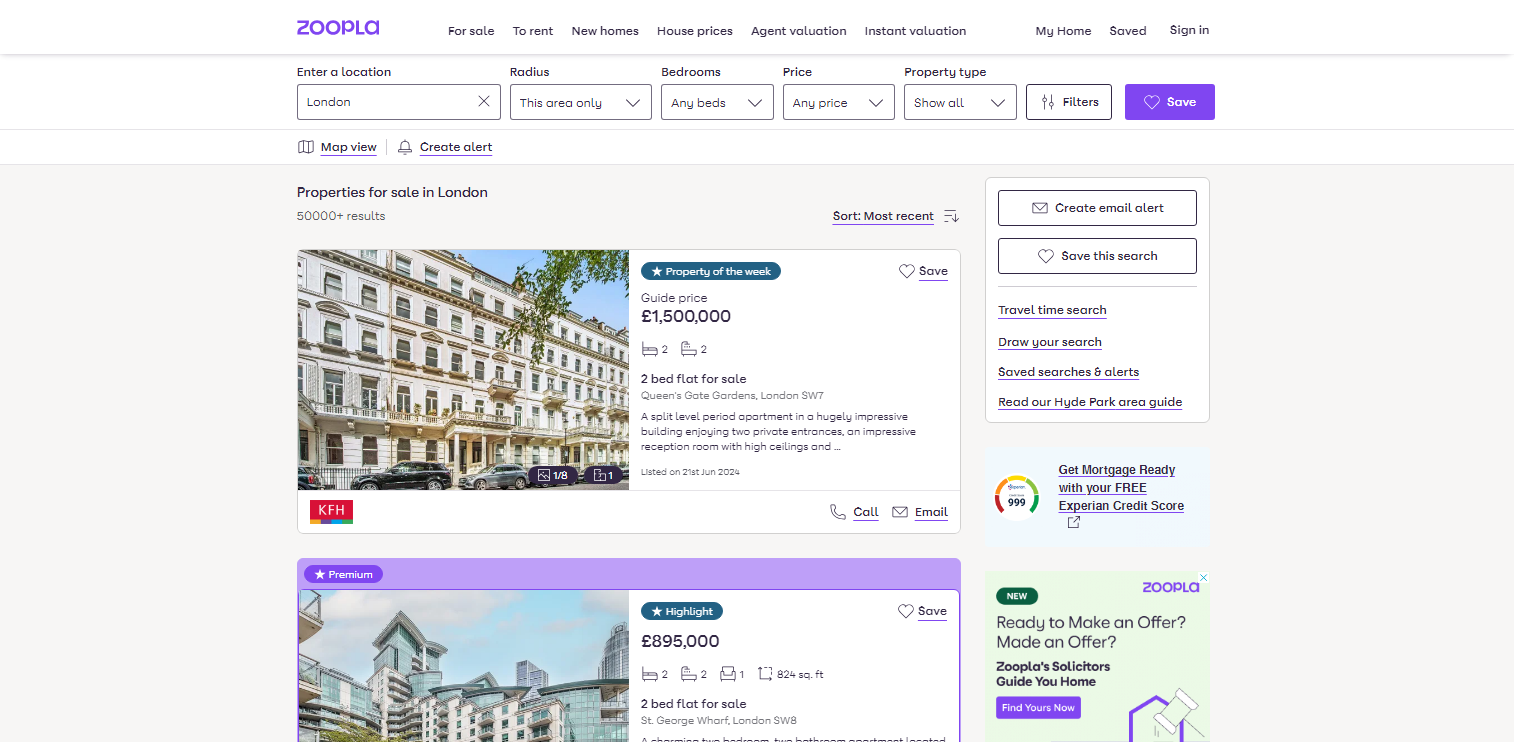 ZOOPLA
For sale To rent New homes House prices Agent valuation Instant valuation My Home Saved Sign in
Enter a location Radius Bedrooms Price Property type
London This area only Any beds Any price Show all Filters Save
Map view Create alert
Properties for sale in London
50000+ results
Sort: Most recent
Property of the week Save
Guide price
£1,500,000
2 2
2 bed flat for sale
Queen's Gate Gardens, London SW7
A split level period apartment in a hugely impressive
building enjoying two private entrances, an impressive
reception room with high ceilings and ...
Listed on 21st Jun 2024
1/8 1
KFH
Call Email
Premium
Highlight Save
£895,000
2 2 1 824 sq. ft
2 bed flat for sale
St. George Wharf, London SW8
A charming two bedroom, two bathroom apartment located
Create email alert
Save this search
Travel time search
Draw your search
Saved searches & alerts
Read our Hyde Park area guide
999
Get Mortgage Ready
with your FREE
Experian Credit Score
ZOOPLA
NEW
Ready to Make an Offer?
Made an Offer?
Zoopla's Solicitors
Guide You Home
Find Yours Now